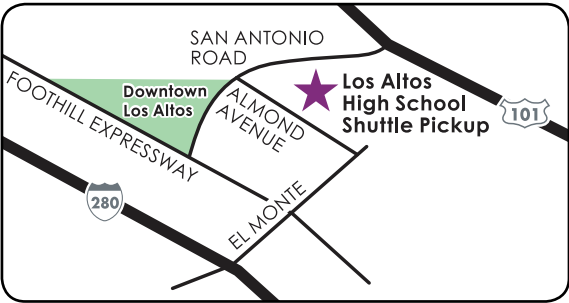 SAN ANTONIO
ROAD
Downtown
Los Altos
Los Altos
High School
Shuttle Pickup
101
FOOTHILL EXPRESSWAY
ALMOND
AVENUE
280
EL MONTE